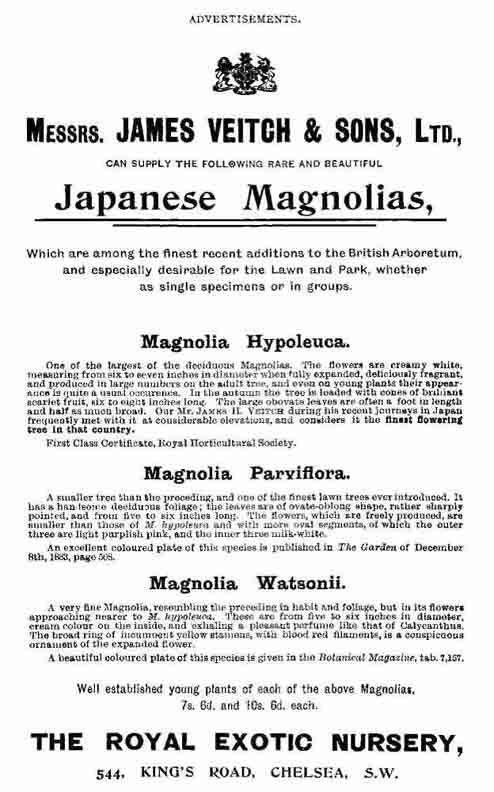 ADVERTISEMENTS.
MESSRS. JAMES VEITCH & SONS, LTD.,
CAN SUPPLY THE FOLLOWING RARE AND BEAUTIFUL
Japanese Magnolias,
Which are among the finest recent additions to the British Arboretum,
and especially desirable for the Lawn and Park, whether
as single specimens or in groups.
Magnolia Hypoleuca.
One of the largest of the deciduous Magnolias. The flowers are creamy white,
measuring from six to seven inches in diameter when fully expanded, deliciously fragrant,
and produced in large numbers on the adult tree, and even on young plants their appear-
ance is quite a usual occurence. In the autumn the tree is loaded with cones of brilliant
scarlet fruit, six to eight inches long. The large obovate leaves are often a foot in length
and half as much broad. Our Mr. JAMES H. VEITCH during his recent journeys in Japan
frequently met with it at considerable elevations, and considers it the finest flowering
tree in that country.
First Class Certificate, Royal Horticultural Society.
Magnolia Parviflora.
A smaller tree than the preceding, and one of the finest lawn trees ever introduced. It
has a handsome deciduous foliage; the leaves are of ovate-oblong shape, rather sharply
pointed, and from five to six inches long. The flowers, which are freely produced, are
smaller than those of M. hypoleuca and with more oval segments, of which the outer
three are light purplish pink, and the inner three milk-white.
An excellent coloured plate of this species is published in The Garden of December
8th, 1883, page 508.
Magnolia Watsonii.
A very fine Magnolia, resembling the preceding in habit and foliage, but in its flowers
approaching nearer to M. hypoleuca. These are from five to six inches in diameter,
cream colour on the inside, and exhaling a pleasant perfume like that of Calycanthus.
The broad ring of incumbent yellow stamens, with blood red filaments, is a conspicuous
ornament of the expanded flower.
A beautiful coloured plate of this species is given in the Botanical Magazine, tab. 7,157.
Well established young plants of each of the above Magnolias,
7s. 6d. and 10s. 6d. each.
THE ROYAL EXOTIC NURSERY,
544, KING'S ROAD, CHELSEA, S.W.